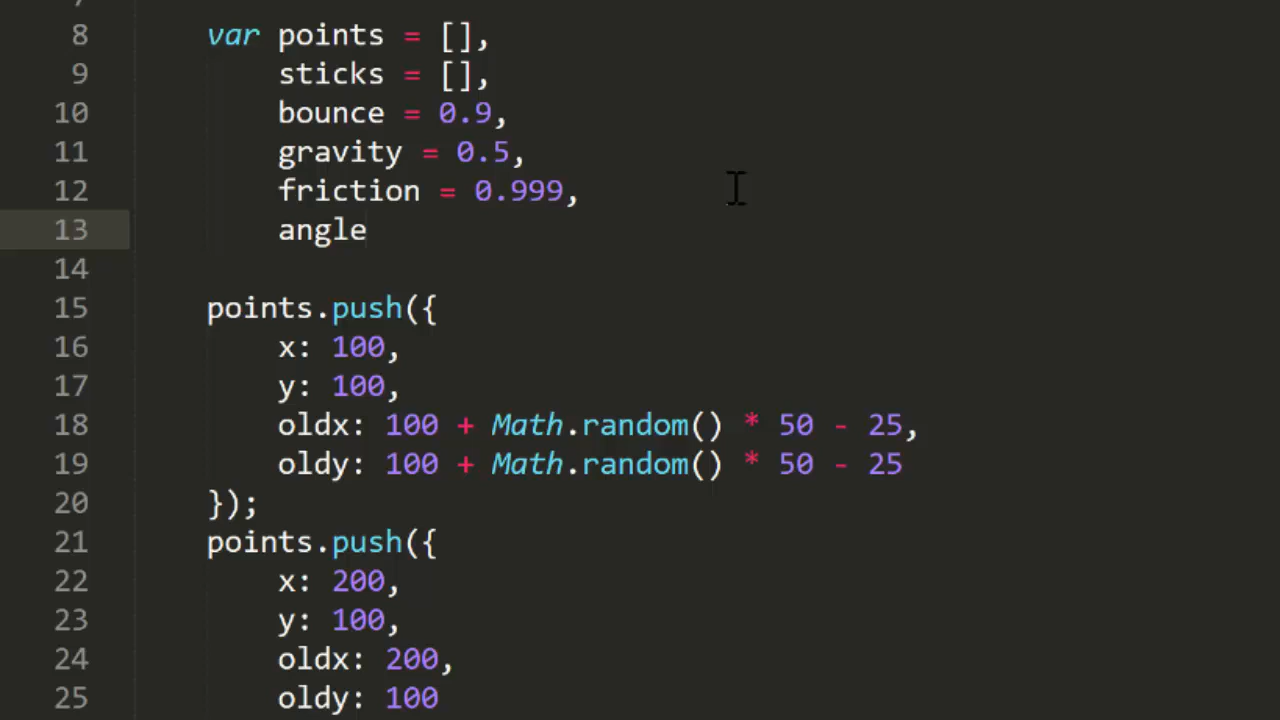 8 var points = [],
9 sticks = [],
10 bounce = 0.9,
11 gravity = 0.5,
12 friction = 0.999,
13 angle
14
15 points.push({
16 x: 100,
17 y: 100,
18 oldx: 100 + Math.random() * 50 - 25,
19 oldy: 100 + Math.random() * 50 - 25
20 });
21 points.push({
22 x: 200,
23 y: 100,
24 oldx: 200,
25 oldy: 100